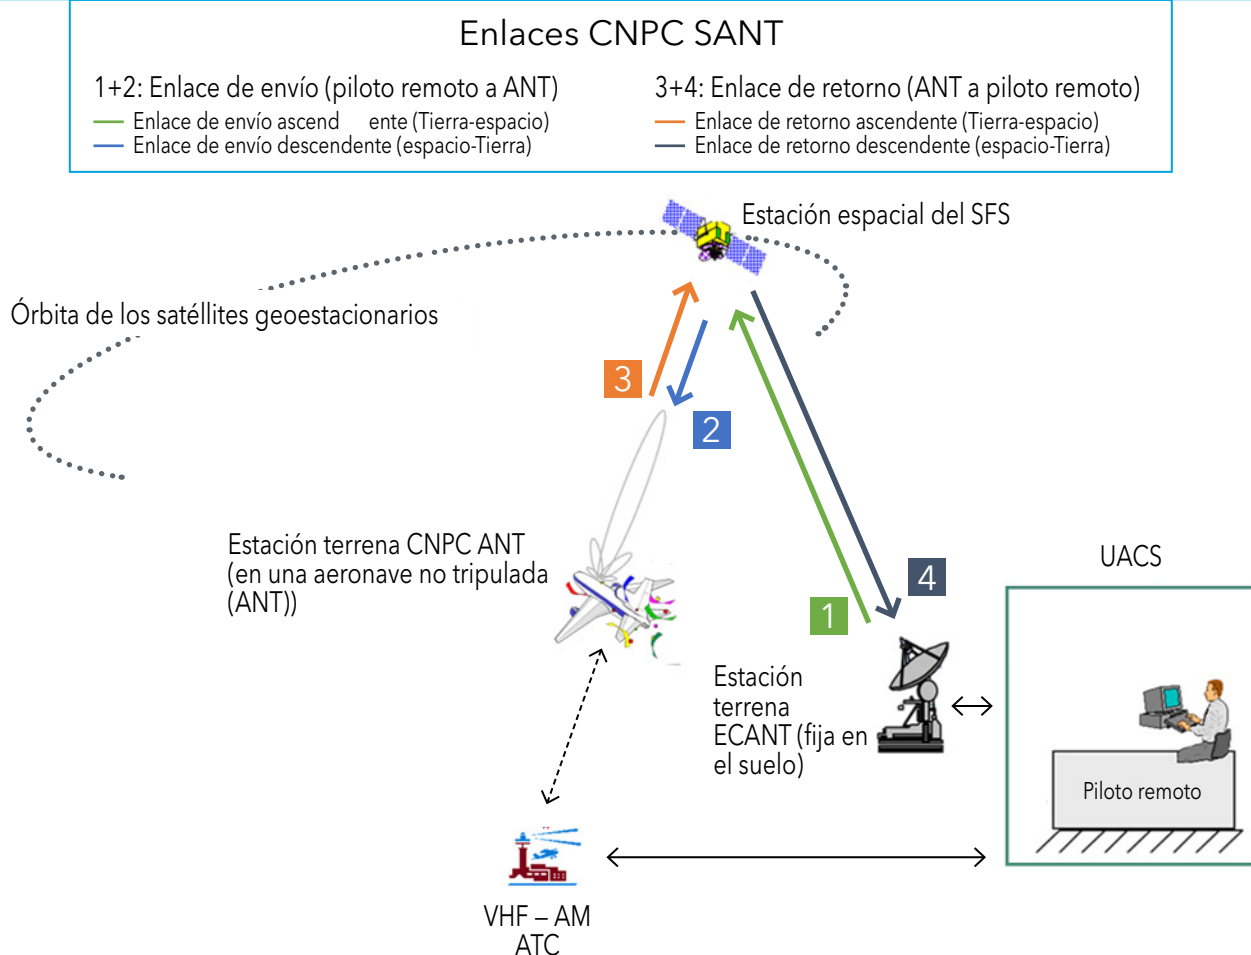 Enlaces CNPC SANT
1+2: Enlace de envío (piloto remoto a ANT)
Enlace de envío ascend ente (Tierra-espacio)
Enlace de envío descendente (espacio-Tierra)
3+4: Enlace de retorno (ANT a piloto remoto)
Enlace de retorno ascendente (Tierra-espacio)
Enlace de retorno descendente (espacio-Tierra)
Estación espacial del SFS
Órbita de los satéllites geoestacionarios
3
2
Estación terrena CNPC ANT
(en una aeronave no tripulada
(ANT))
4
1
UACS
Estación
terrena
ECANT (fija en
el suelo)
Piloto remoto
VHF – AM
ATC